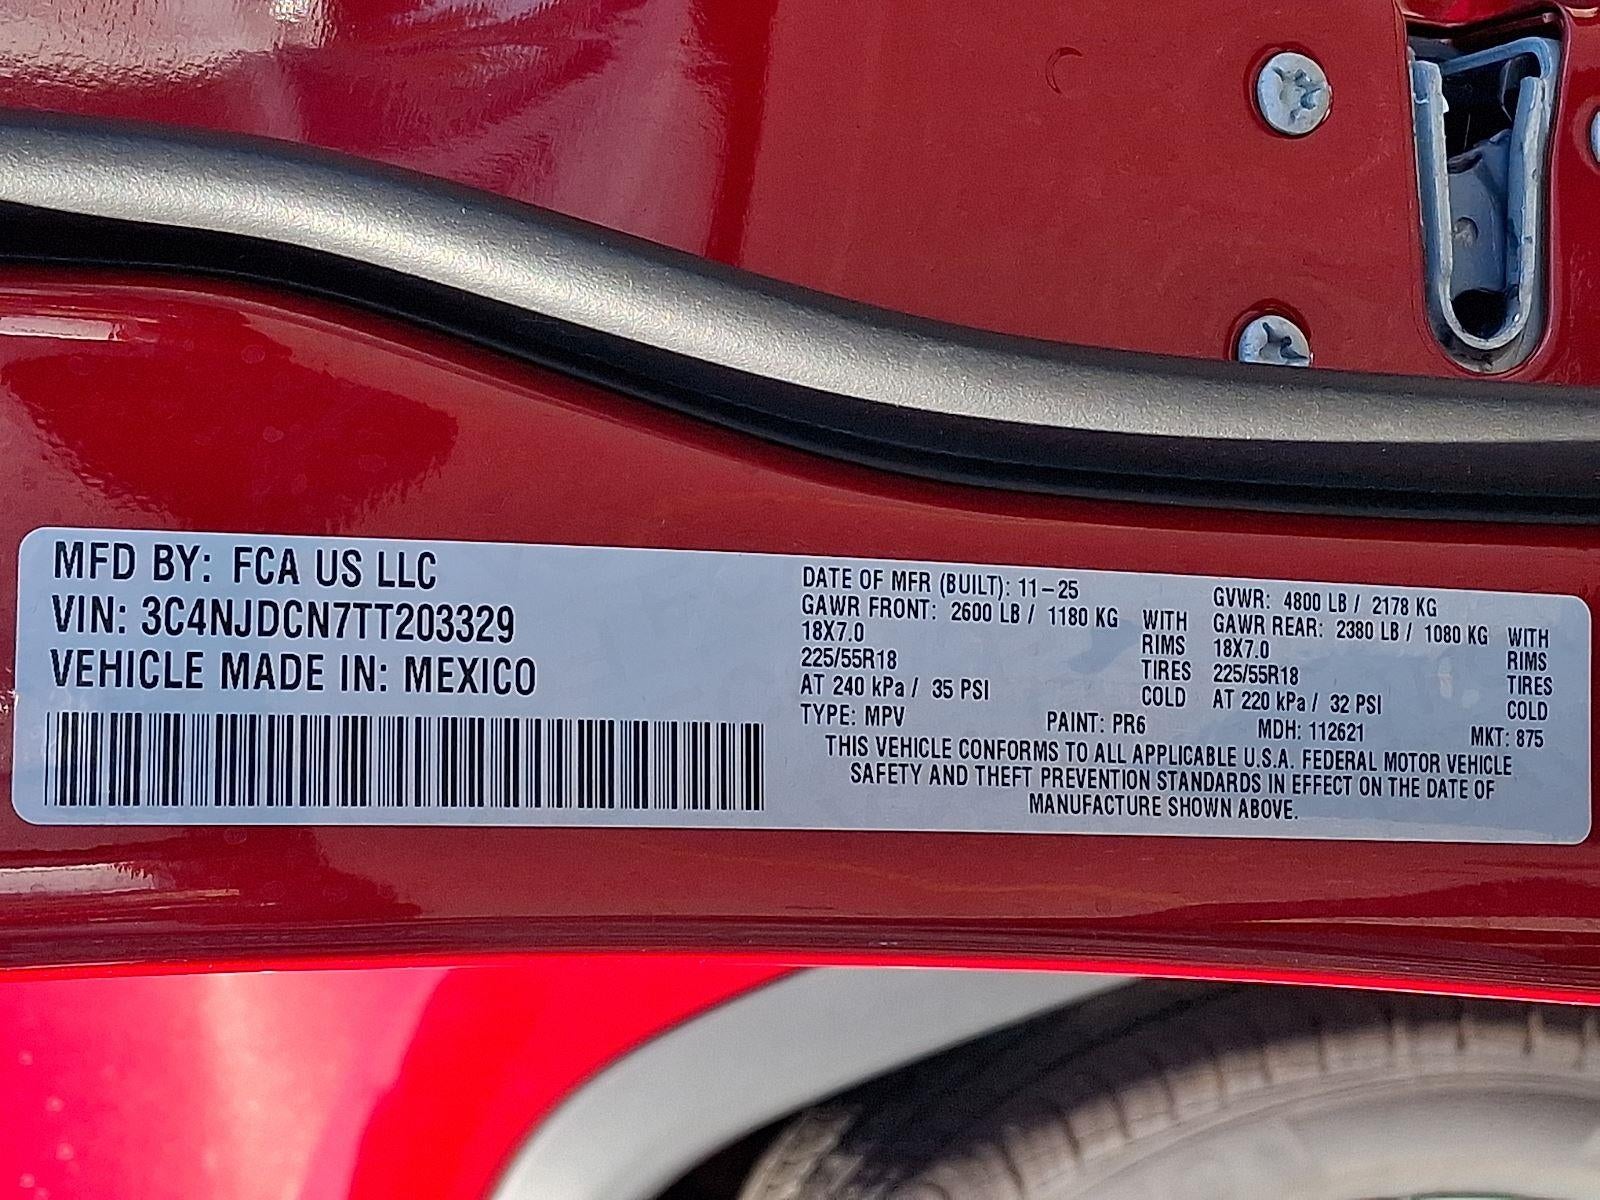 MFD BY: FCA US LLC
VIN: 3C4NJDCN7TT203329
VEHICLE MADE IN: MEXICO
DATE OF MFR (BUILT): 11-25
GAWR FRONT: 2600 LB / 1180 KG WITH
18X7.0 RIMS
225/55R18 TIRES
AT 240 kPa / 35 PSI COLD
GVWR: 4800 LB / 2178 KG
GAWR REAR: 2380 LB / 1080 KG WITH
18X7.0 RIMS
225/55R18 TIRES
AT 220 kPa / 32 PSI COLD
TYPE: MPV PAINT: PR6 MDH: 112621 MKT: 875
THIS VEHICLE CONFORMS TO ALL APPLICABLE U.S.A. FEDERAL MOTOR VEHICLE
SAFETY AND THEFT PREVENTION STANDARDS IN EFFECT ON THE DATE OF
MANUFACTURE SHOWN ABOVE.